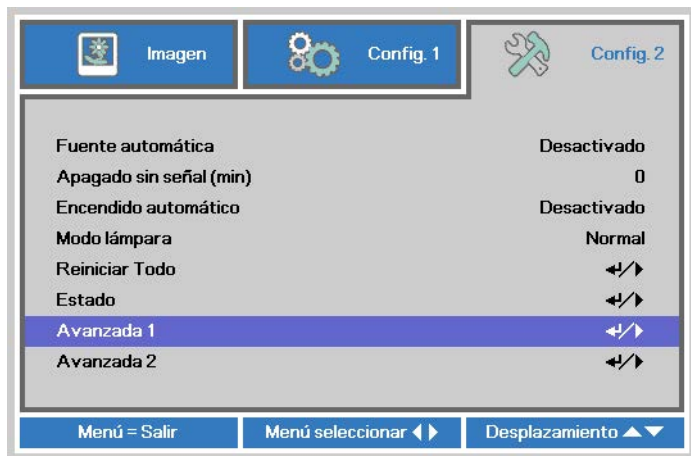 Imagen
Config. 1
Config. 2
Fuente automática Desactivado
Apagado sin señal (min) 0
Encendido automático Desactivado
Modo lámpara Normal
Reiniciar Todo ↵/▶
Estado ↵/▶
Avanzada 1 ↵/▶
Avanzada 2 ↵/▶
Menú = Salir
Menú seleccionar ◀▶
Desplazamiento ▲▼